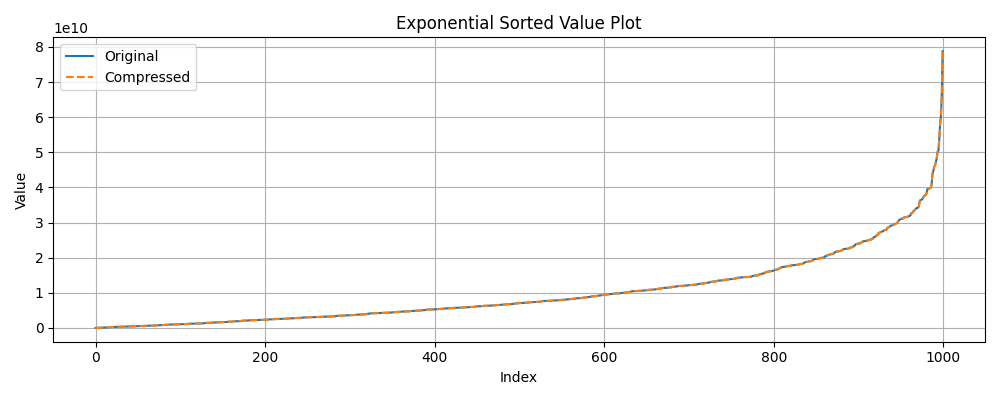 Exponential Sorted Value Plot
1e10
Original
Compressed
8
7
6
5
4
3
2
1
0
Value
0
200
400
600
800
1000
Index